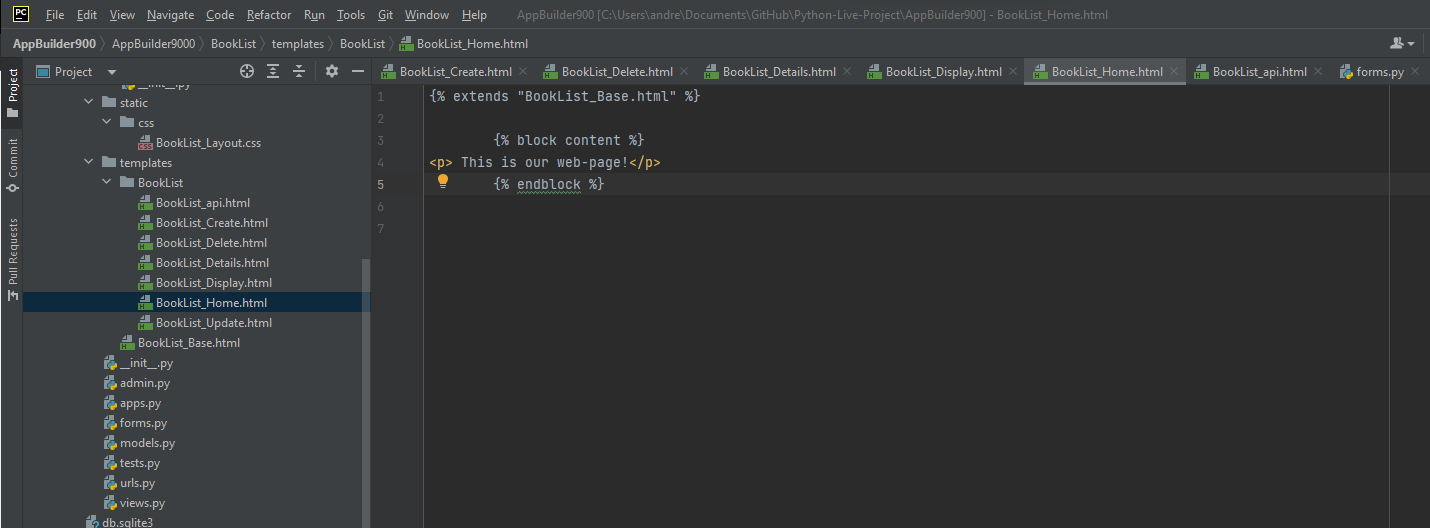 PC File Edit View Navigate Code Refactor Run Tools Git Window Help AppBuilder900 [C:\Users\andre\Documents\GitHub\Python-Live-Project\AppBuilder900] - BookList_Home.html
AppBuilder900 AppBuilder9000 BookList templates BookList BookList_Home.html
Project
BookList_Create.html BookList_Delete.html BookList_Details.html BookList_Display.html BookList_Home.html BookList_api.html forms.py
Project
Commit
Pull Requests
__init__.py
static
css
BookList_Layout.css
templates
BookList
BookList_api.html
BookList_Create.html
BookList_Delete.html
BookList_Details.html
BookList_Display.html
BookList_Home.html
BookList_Update.html
BookList_Base.html
__init__.py
admin.py
apps.py
forms.py
models.py
tests.py
urls.py
views.py
db.sqlite3
1 {% extends "BookList_Base.html" %}
2
3 {% block content %}
4 <p> This is our web-page!</p>
5 {% endblock %}
6
7